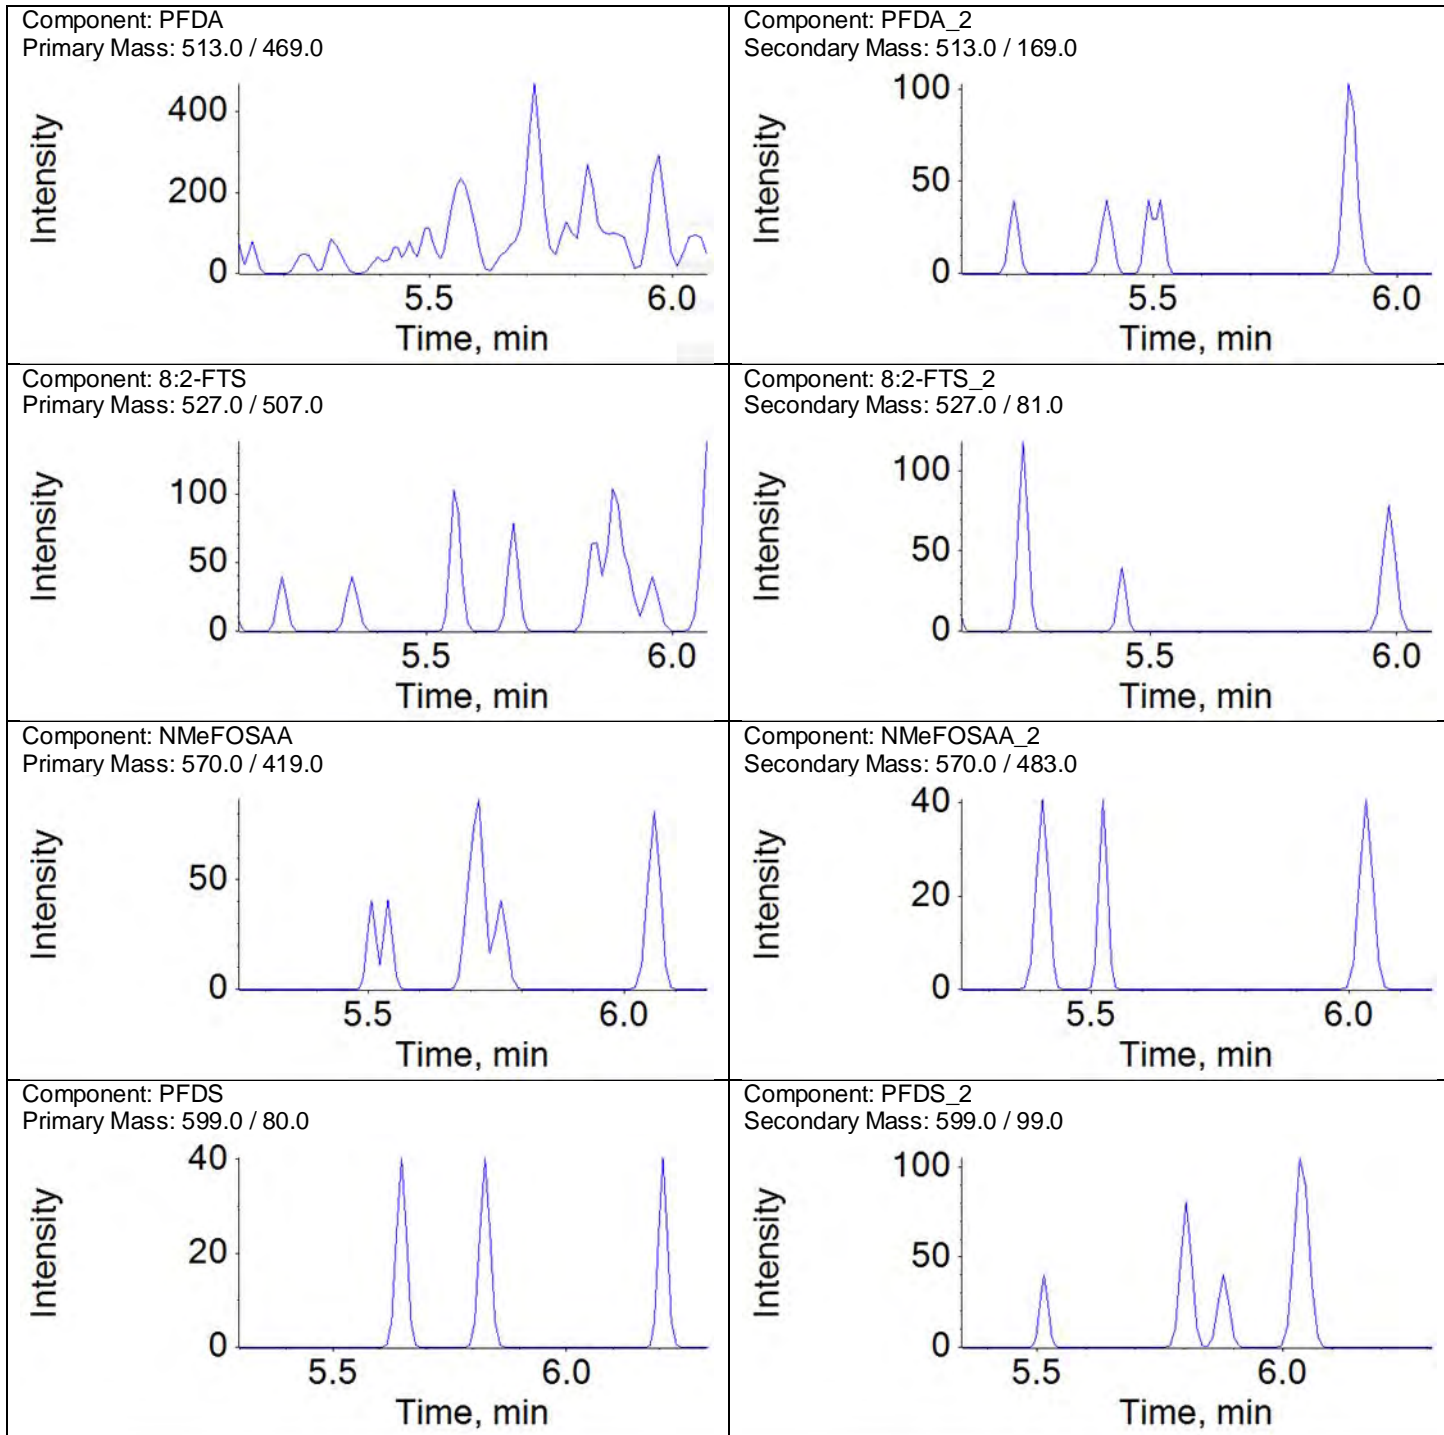 Component: PFDA
Primary Mass: 513.0 / 469.0
400
200
0
Intensity
5.5 6.0
Time, min
Component: PFDA_2
Secondary Mass: 513.0 / 169.0
100
50
0
Intensity
5.5 6.0
Time, min
Component: 8:2-FTS
Primary Mass: 527.0 / 507.0
100
50
0
Intensity
5.5 6.0
Time, min
Component: 8:2-FTS_2
Secondary Mass: 527.0 / 81.0
100
50
0
Intensity
5.5 6.0
Time, min
Component: NMeFOSAA
Primary Mass: 570.0 / 419.0
50
0
Intensity
5.5 6.0
Time, min
Component: NMeFOSAA_2
Secondary Mass: 570.0 / 483.0
40
20
0
Intensity
5.5 6.0
Time, min
Component: PFDS
Primary Mass: 599.0 / 80.0
40
20
0
Intensity
5.5 6.0
Time, min
Component: PFDS_2
Secondary Mass: 599.0 / 99.0
100
50
0
Intensity
5.5 6.0
Time, min